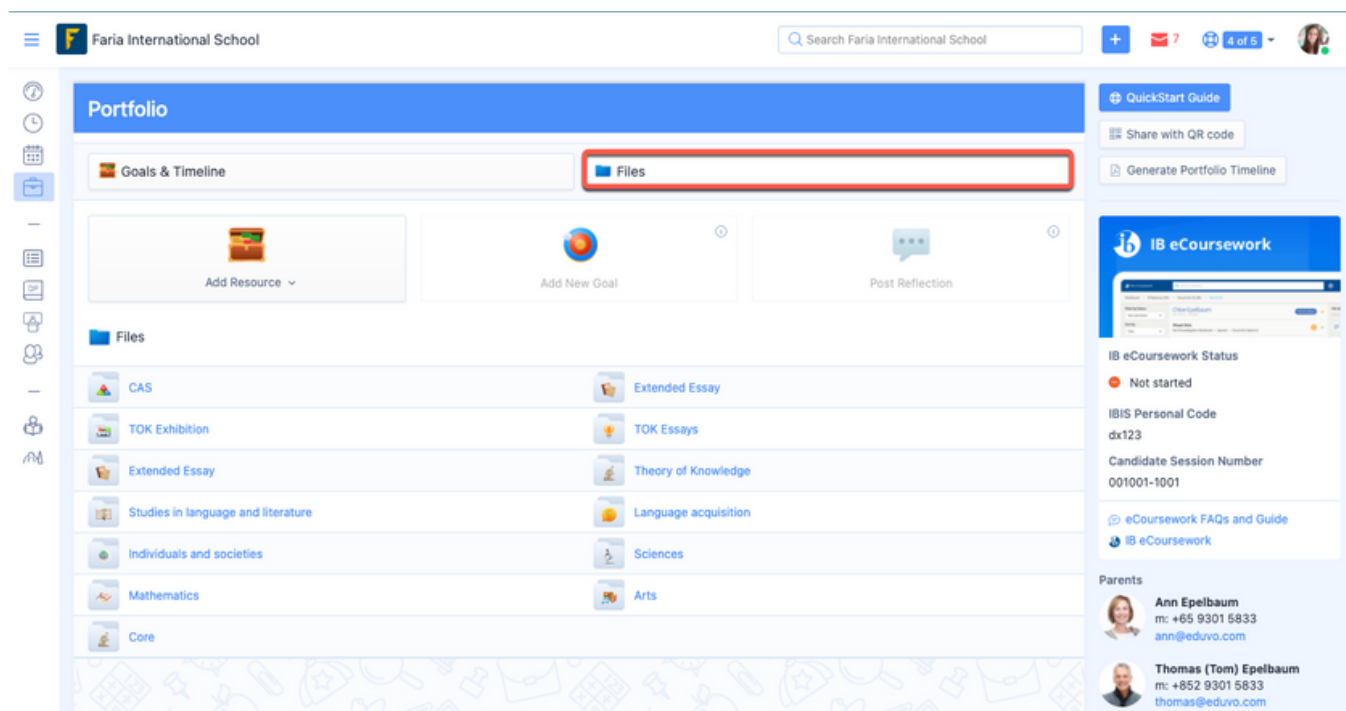 Faria International School
Search Faria International School
7
4 of 5
Portfolio
Goals & Timeline
Files
Add Resource
Add New Goal
Post Reflection
Files
CAS
Extended Essay
TOK Exhibition
TOK Essays
Extended Essay
Theory of Knowledge
Studies in language and literature
Language acquisition
Individuals and societies
Sciences
Mathematics
Arts
Core
QuickStart Guide
Share with QR code
Generate Portfolio Timeline
IB eCoursework
IB eCoursework Status
Not started
IBIS Personal Code
dx123
Candidate Session Number
001001-1001
eCoursework FAQs and Guide
IB eCoursework
Parents
Ann Epelbaum
m: +65 9301 5833
ann@eduvo.com
Thomas (Tom) Epelbaum
m: +852 9301 5833
thomas@eduvo.com